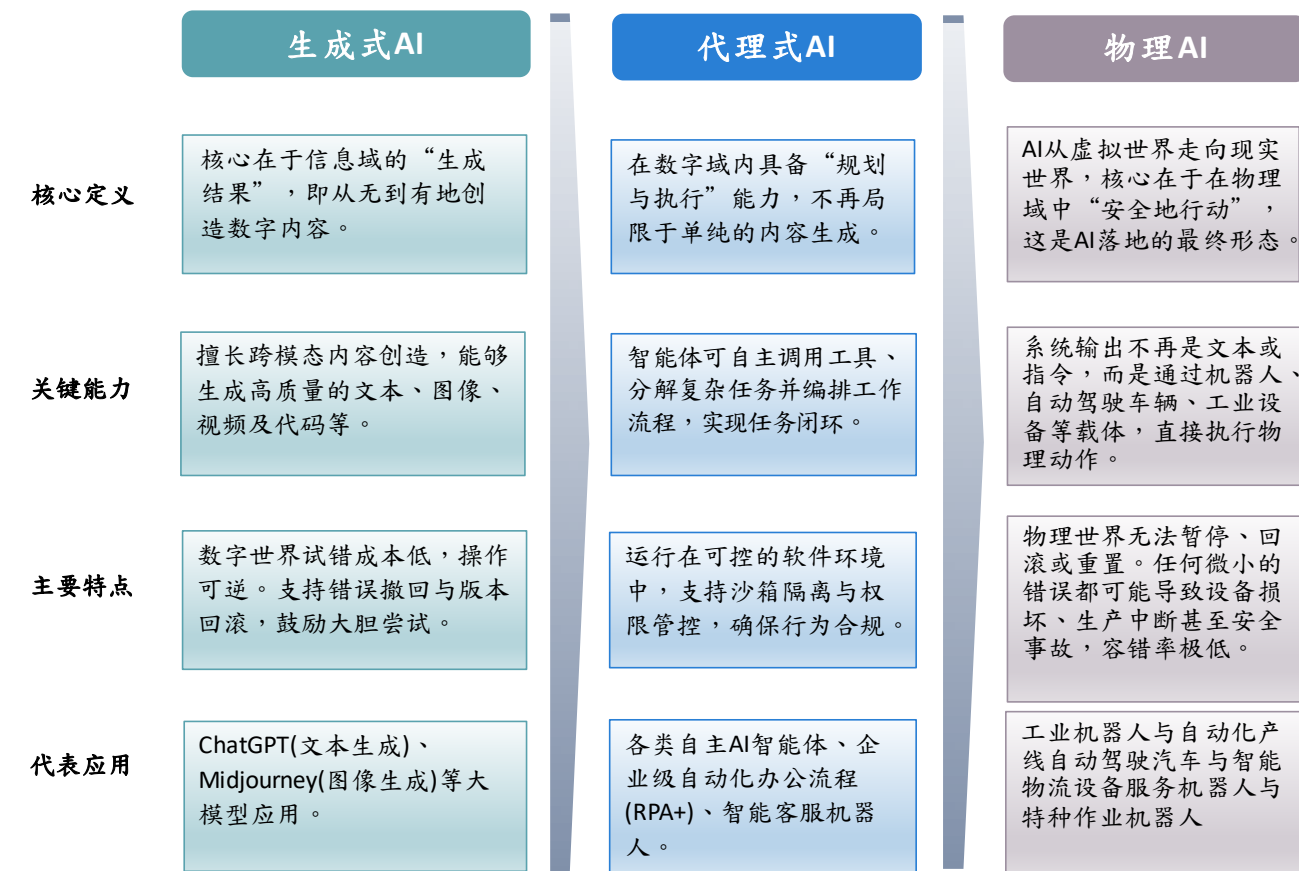 生成式AI
代理式AI
物理AI
核心定义
核心在于信息域的“生成
结果”，即从无到有地创
造数字内容。
在数字域内具备“规划
与执行”能力，不再局
限于单纯的内容生成。
AI从虚拟世界走向现实
世界，核心在于在物理
域中“安全地行动”，
这是AI落地的最终形态。
关键能力
擅长跨模态内容创造，能够
生成高质量的文本、图像、
视频及代码等。
智能体可自主调用工具、
分解复杂任务并编排工作
流程，实现任务闭环。
系统输出不再是文本或
指令，而是通过机器人、
自动驾驶车辆、工业设
备等载体，直接执行物
理动作。
主要特点
数字世界试错成本低，操作
可逆。支持错误撤回与版本
回滚，鼓励大胆尝试。
运行在可控的软件环境
中，支持沙箱隔离与权
限管控，确保行为合规。
物理世界无法暂停、回
滚或重置。任何微小的
错误都可能导致设备损
坏、生产中断甚至安全
事故，容错率极低。
代表应用
ChatGPT(文本生成)、
Midjourney(图像生成)等大
模型应用。
各类自主AI智能体、企
业级自动化办公流程
(RPA+)、智能客服机器
人。
工业机器人与自动化产
线自动驾驶汽车与智能
物流设备服务机器人与
特种作业机器人